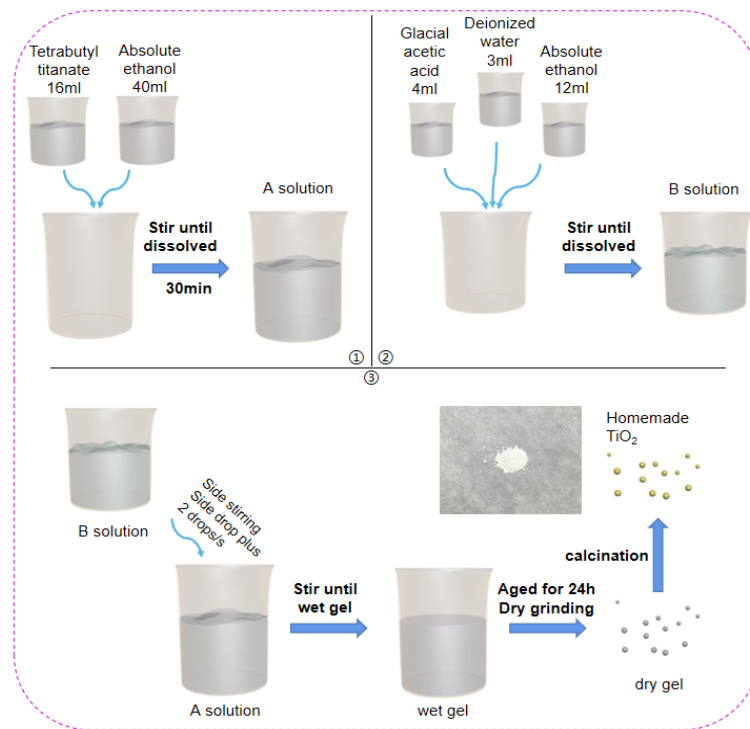 Tetrabutyl
titanate
16ml
Absolute
ethanol
40ml
A solution
Stir until
dissolved
30min
①
Glacial
acetic
acid
4ml
Deionized
water
3ml
Absolute
ethanol
12ml
B solution
Stir until
dissolved
②
③
B solution
Side stirring
Side drop plus
2 drops/s
A solution
Stir until
wet gel
wet gel
Aged for 24h
Dry grinding
dry gel
calcination
Homemade
TiO₂